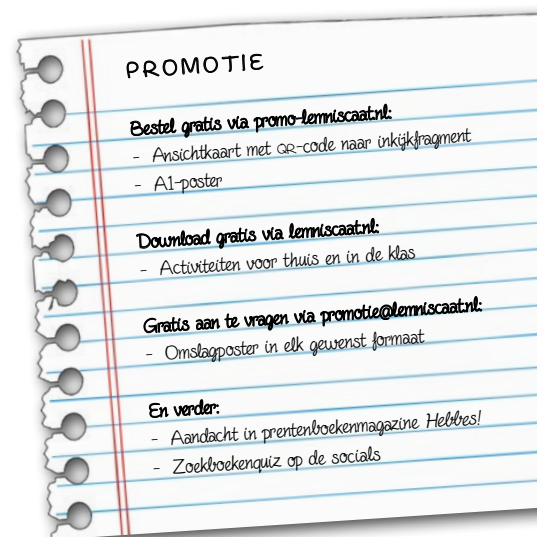 PROMOTIE
Bestel gratis via promo-lemniscaat.nl:
- Ansichtkaart met QR-code naar inkijkfragment
- A1-poster
Download gratis via lemniscaat.nl:
- Activiteiten voor thuis en in de klas
Gratis aan te vragen via promotie@lemniscaat.nl:
- Omslagposter in elk gewenst formaat
En verder:
- Aandacht in prentenboekenmagazine Hebbes!
- Zoekboekenquiz op de socials